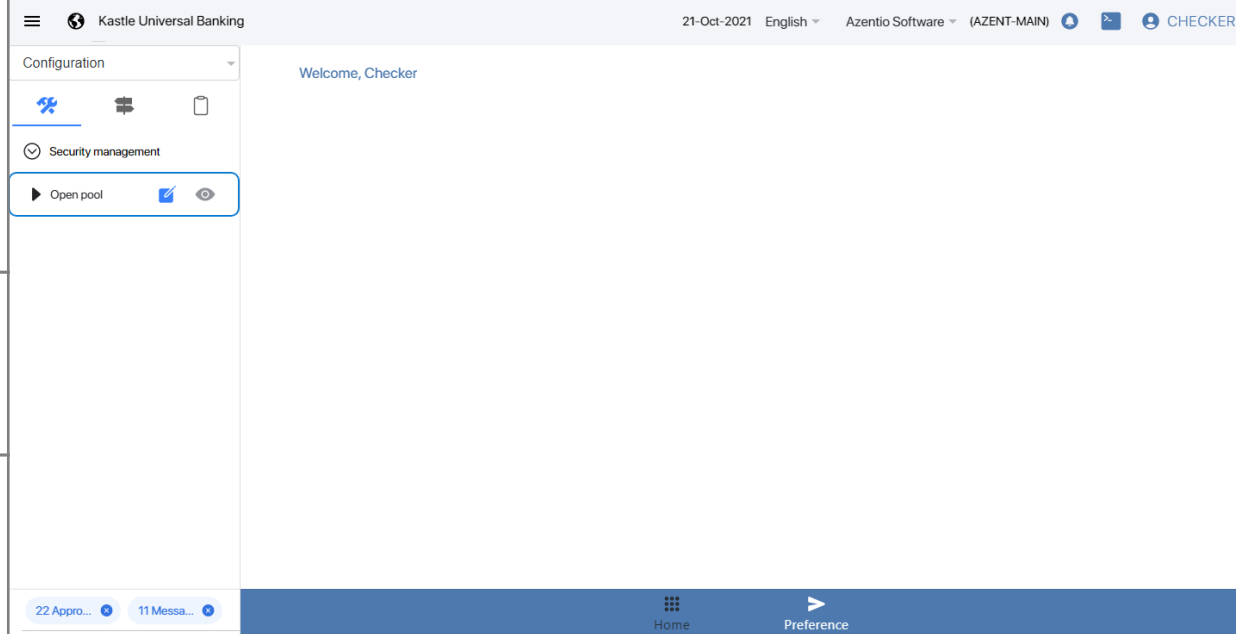 Kastle Universal Banking
21-Oct-2021 English Azentio Software (AZENT-MAIN) CHECKER
Configuration
Welcome, Checker
Security management
Open pool
22 Appro... 11 Messa...
Home
Preference